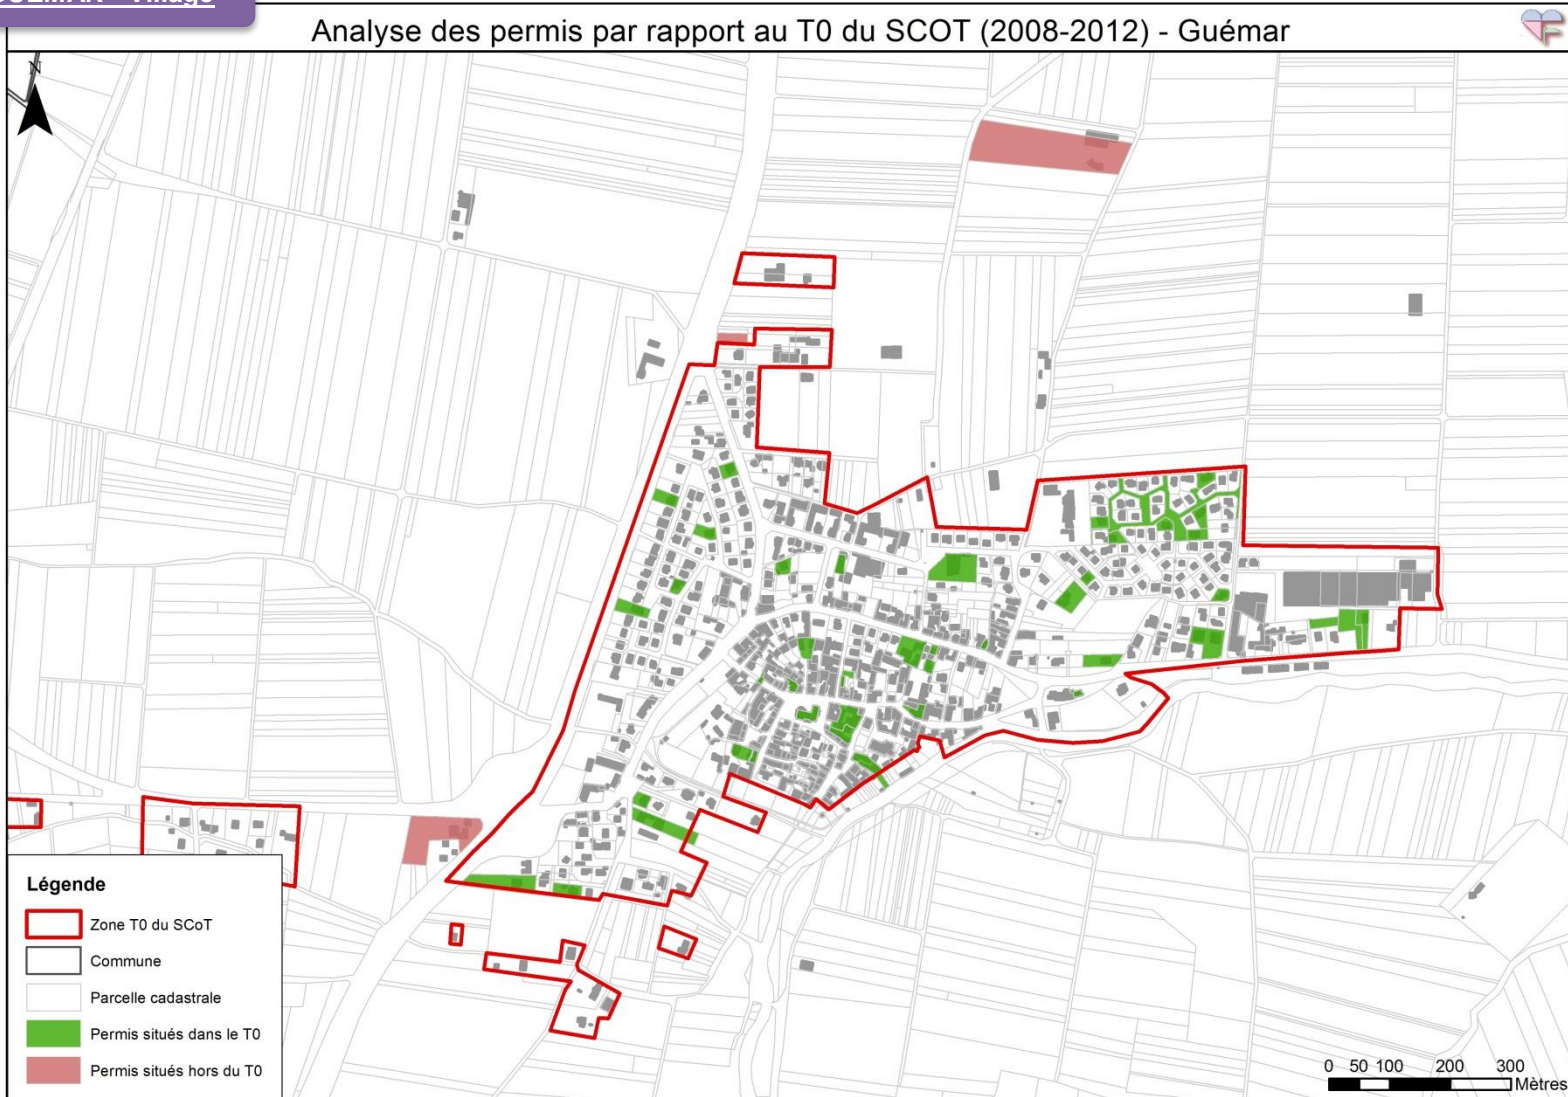 Village
Analyse des permis par rapport au T0 du SCOT (2008-2012) - Guémar
N
Légende
Zone T0 du SCoT
Commune
Parcelle cadastrale
Permis situés dans le T0
Permis situés hors du T0
0 50 100 200 300
Mètres